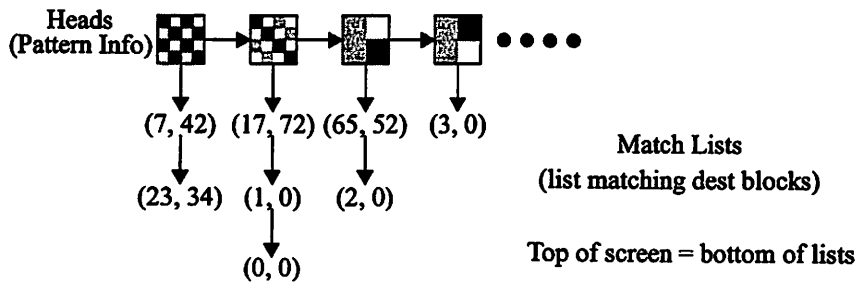 Heads
(Pattern Info)
(7, 42) (17, 72) (65, 52) (3, 0)
Match Lists
(list matching dest blocks)
(23, 34) (1, 0) (2, 0)
Top of screen = bottom of lists
(0, 0)